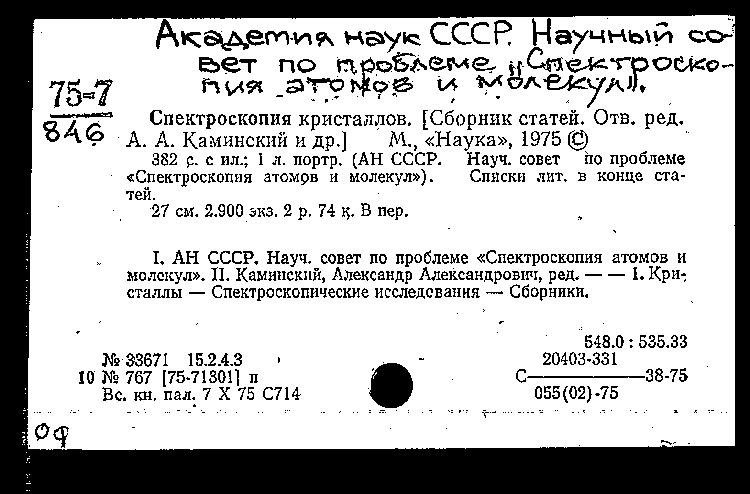 Академия наук СССР. Научный со-
вет по проблеме „Спектроско-
пия атомов и молекул".
75-7
846
Спектроскопия кристаллов. [Сборник статей. Отв. ред.
А. А. Каминский и др.] М., «Наука», 1975 ©
382 с. с ил.; 1 л. портр. (АН СССР. Науч. совет по проблеме
«Спектроскопия атомов и молекул»). Списки лит. в конце ста-
тей.
27 см. 2.900 экз. 2 р. 74 к. В пер.
I. АН СССР. Науч. совет по проблеме «Спектроскопия атомов и
молекул». II. Каминский, Александр Александрович, ред. — — 1. Кри-
сталлы — Спектроскопические исследования — Сборники.
548.0 : 535.33
№ 33671 15.2.4.3
20403-331
10 № 767 [75-71301] п
С — 38-75
Вс. кн. пал. 7 X 75 С714
055(02)-75
оф